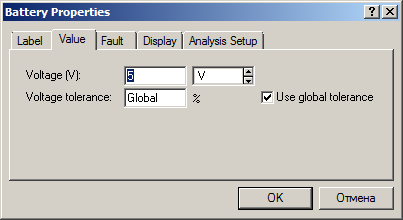 Battery Properties
Label Value Fault Display Analysis Setup
Voltage (V): 5 V
Voltage tolerance: Global % Use global tolerance
OK Отмена